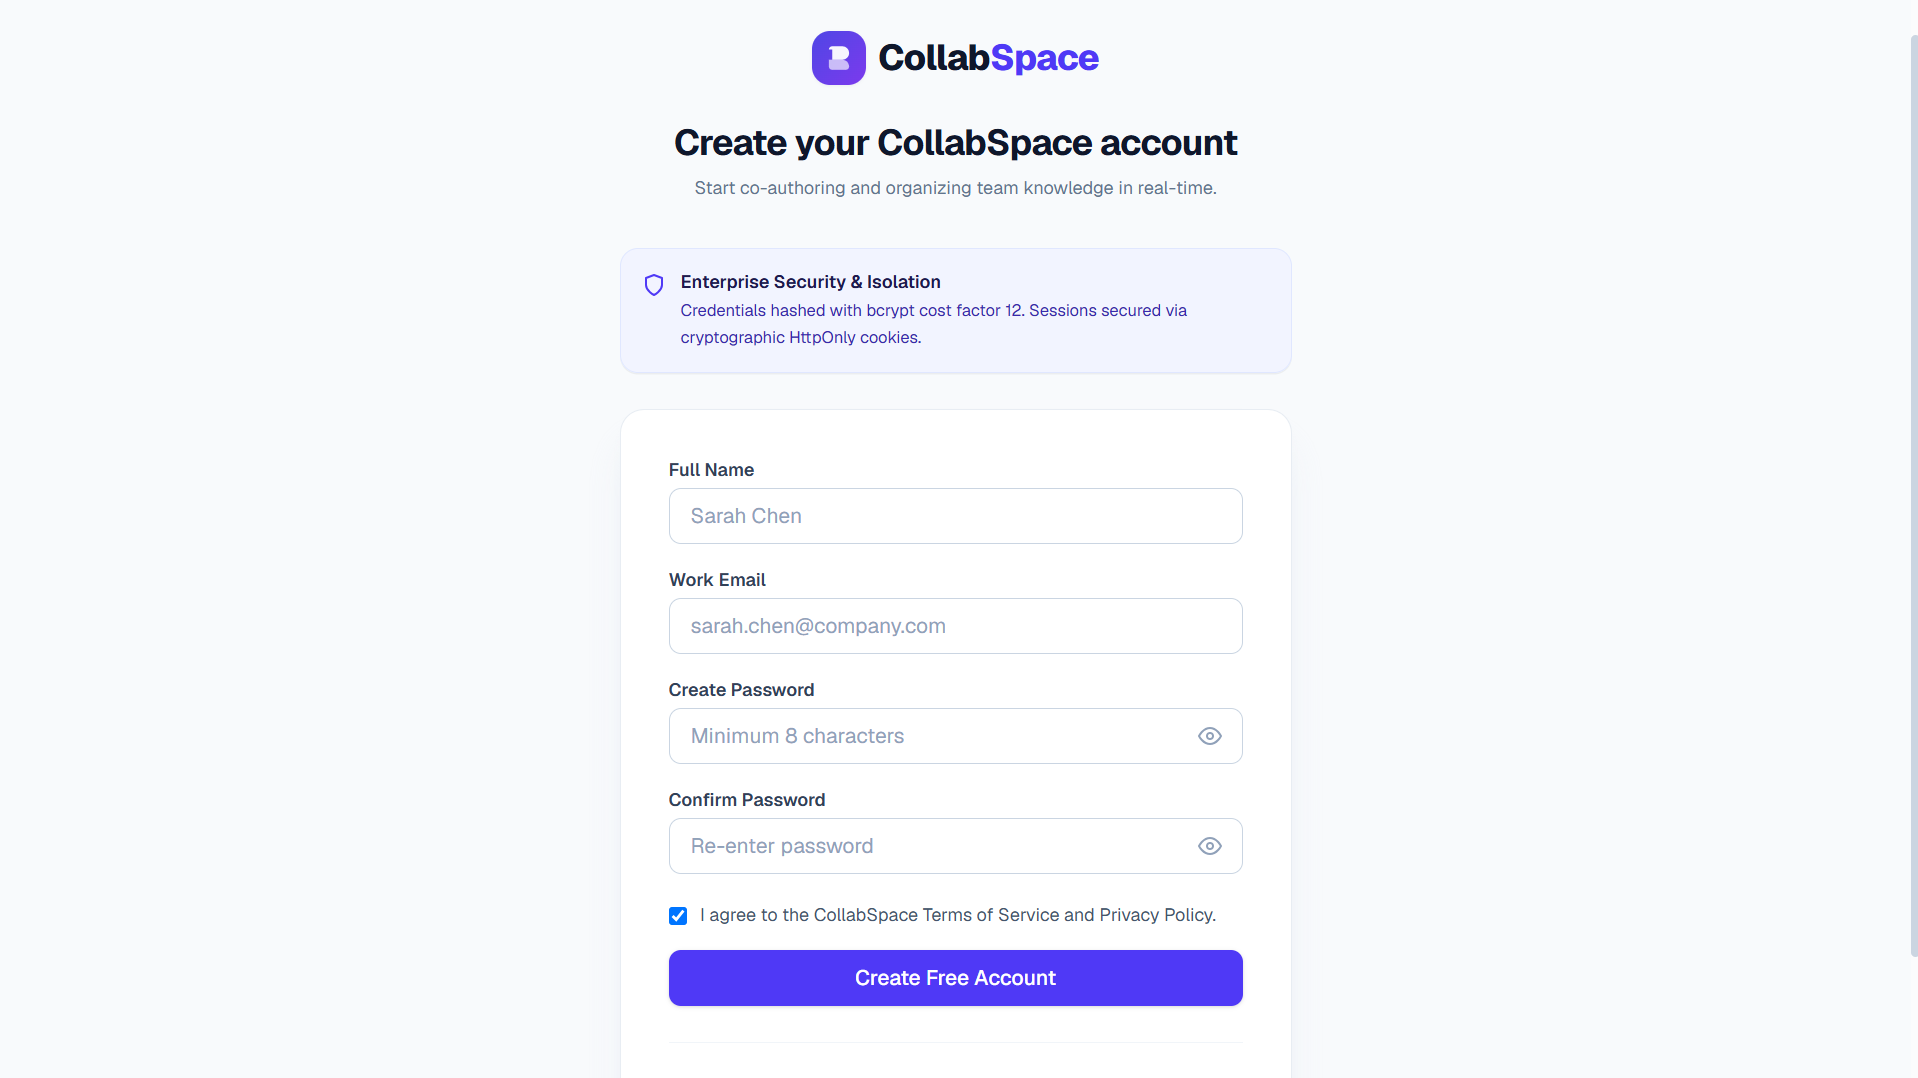 CollabSpace
Create your CollabSpace account
Start co-authoring and organizing team knowledge in real-time.
Enterprise Security & Isolation
Credentials hashed with bcrypt cost factor 12. Sessions secured via
cryptographic HttpOnly cookies.
Full Name
Sarah Chen
Work Email
sarah.chen@company.com
Create Password
Minimum 8 characters
Confirm Password
Re-enter password
I agree to the CollabSpace Terms of Service and Privacy Policy.
Create Free Account